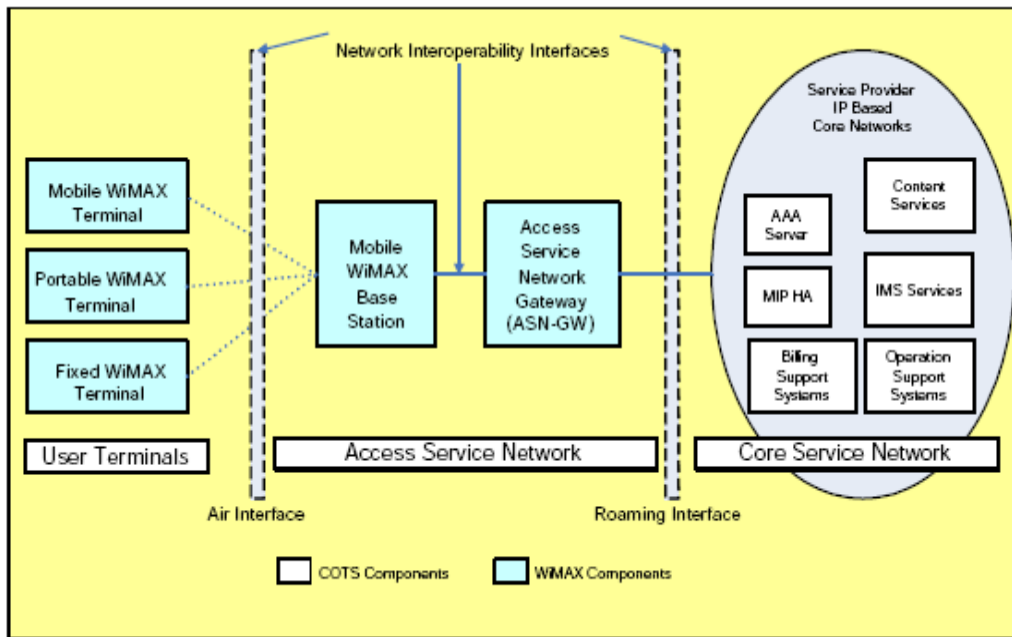 Network Interoperability Interfaces
Service Provider
IP Based
Core Networks
Mobile WiMAX
Terminal
Portable WiMAX
Terminal
Fixed WiMAX
Terminal
Mobile
WiMAX
Base
Station
Access
Service
Network
Gateway
(ASN-GW)
AAA
Server
Content
Services
MIP HA
IMS Services
Billing
Support
Systems
Operation
Support
Systems
User Terminals
Access Service Network
Core Service Network
Air Interface
Roaming Interface
COTS Components
WiMAX Components